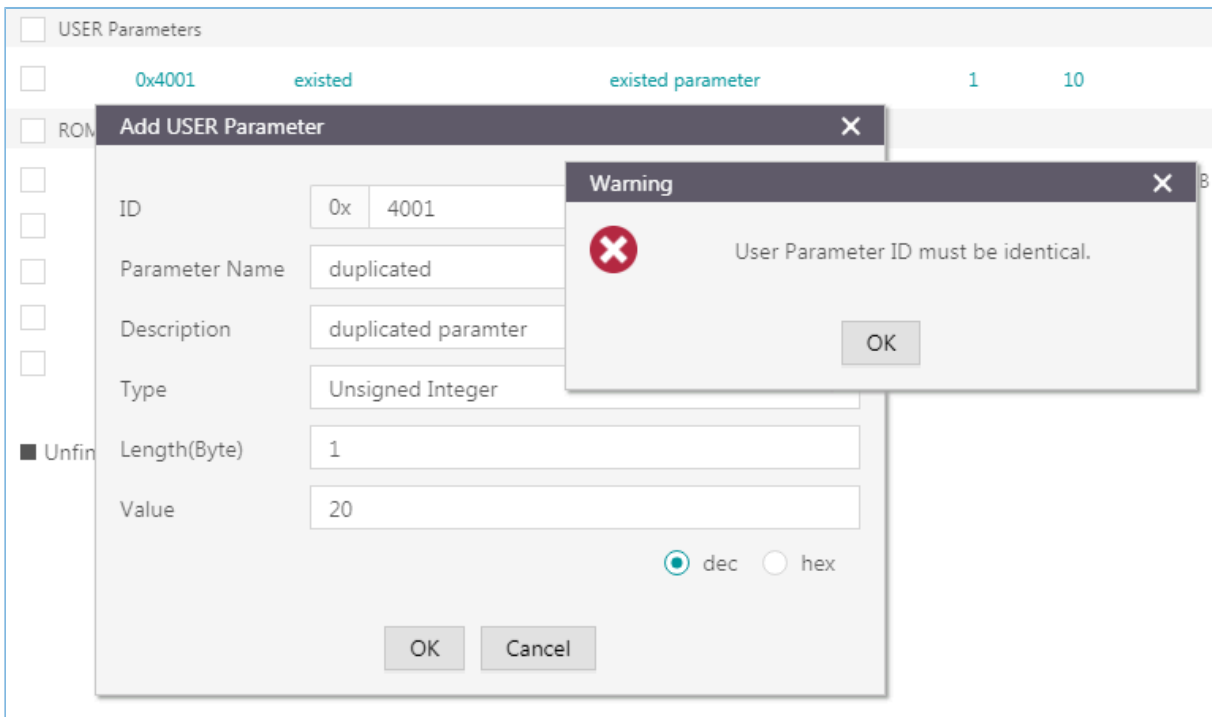 USER Parameters
0x4001 existed existed parameter 1 10
ROM
Add USER Parameter
ID 0x 4001
Parameter Name duplicated
Description duplicated paramter
Type Unsigned Integer
Length(Byte) 1
Value 20
dec hex
OK Cancel
Warning
User Parameter ID must be identical.
OK
B
Unfin